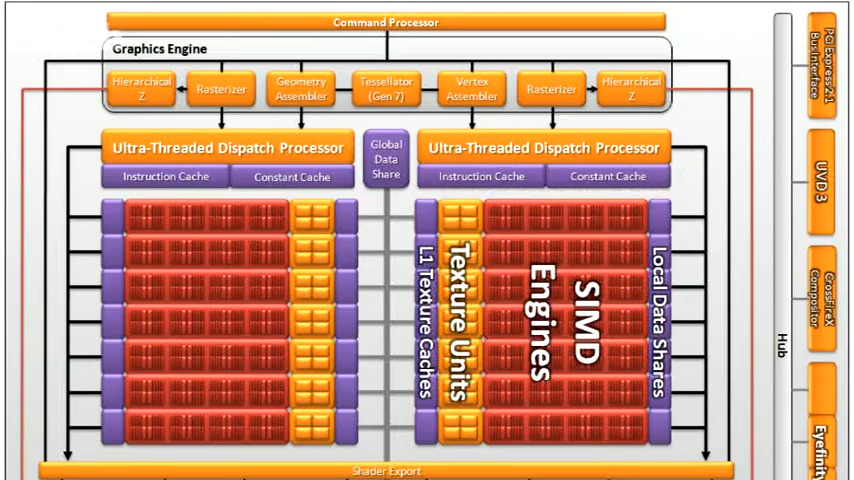 Command Processor
Graphics Engine
Hierarchical
Z
Rasterizer
Geometry
Assembler
Tessellator
(Gen 7)
Vertex
Assembler
Rasterizer
Hierarchical
Z
Ultra-Threaded Dispatch Processor
Instruction Cache
Constant Cache
Global
Data
Share
Ultra-Threaded Dispatch Processor
Instruction Cache
Constant Cache
L1 Texture Caches
Texture Units
SIMD
Engines
Local Data Shares
Shader Export
Hub
PCI Express 2.1
Bus Interface
UVD 3
CrossFireX
Compositor
Eyefinity